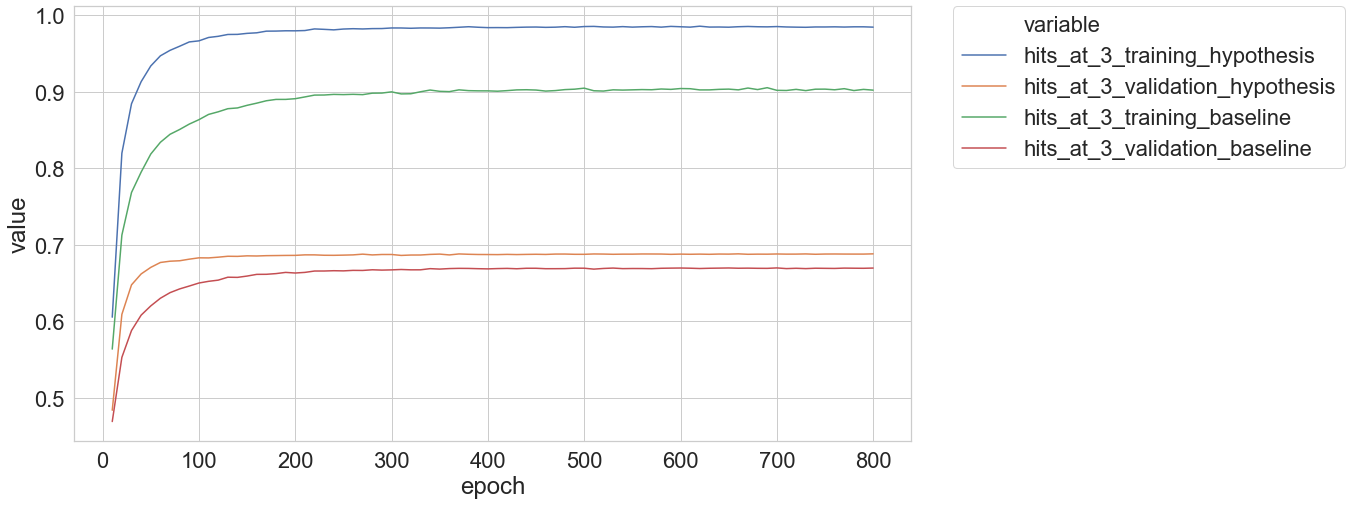 1.0
0.9
0.8
0.7
0.6
0.5
value
0 100 200 300 400 500 600 700 800
epoch
variable
hits_at_3_training_hypothesis
hits_at_3_validation_hypothesis
hits_at_3_training_baseline
hits_at_3_validation_baseline